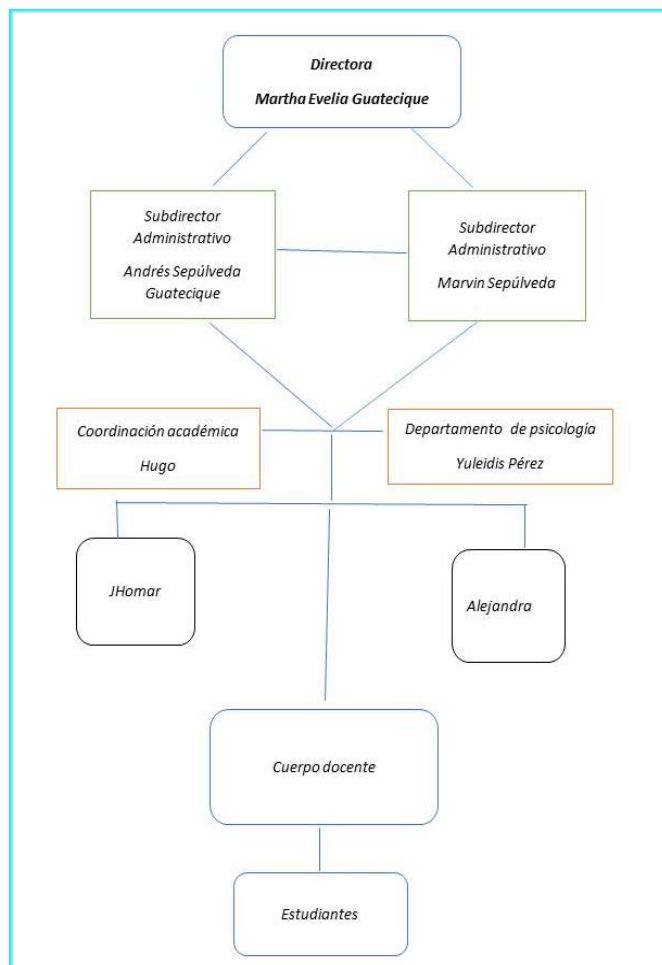 Directora
Martha Evelia Guatecique
Subdirector
Administrativo
Andrés Sepúlveda
Guatecique
Subdirector
Administrativo
Marvin Sepúlveda
Coordinación académica
Hugo
Departamento de psicología
Yuleidis Pérez
JHomar
Alejandra
Cuerpo docente
Estudiantes